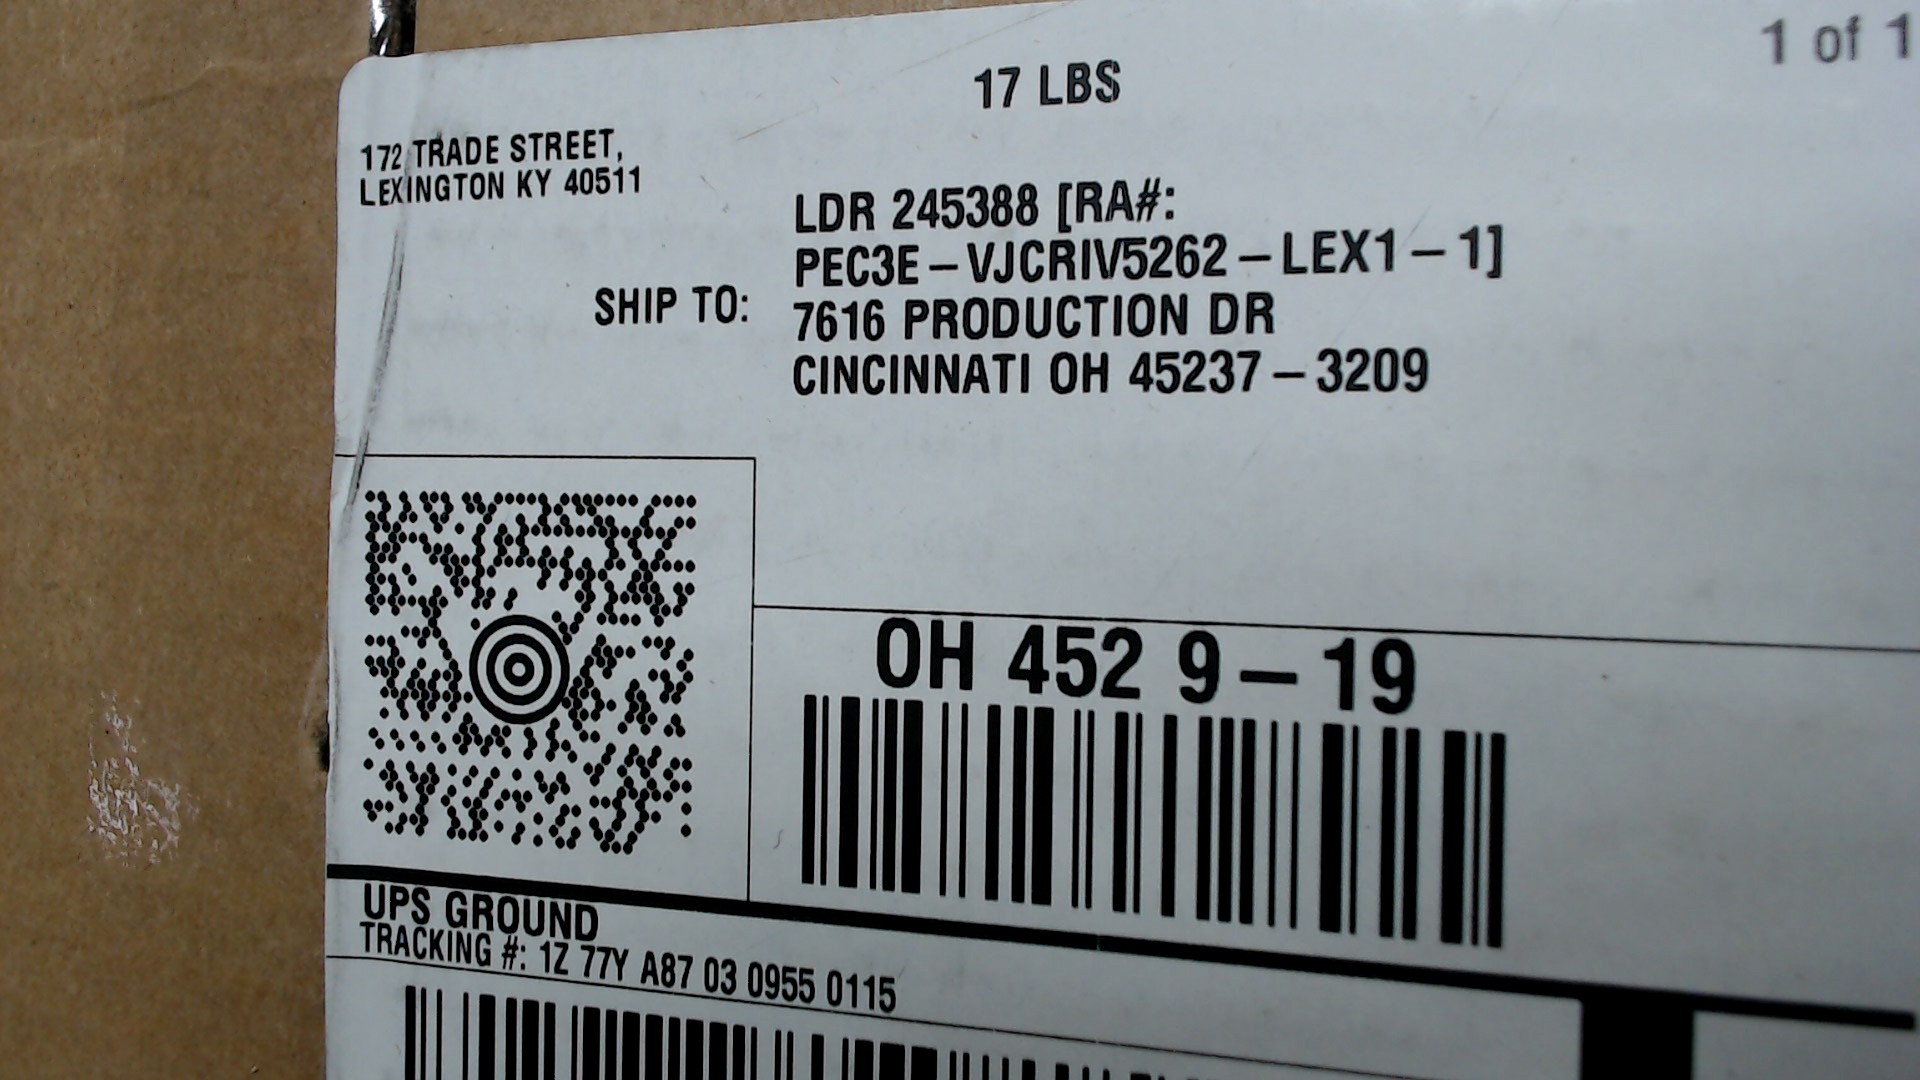 1 of 1
17 LBS
172 TRADE STREET,
LEXINGTON KY 40511
LDR 245388 [RA#:
PEC3E-VJCRIV5262-LEX1-1]
SHIP TO: 7616 PRODUCTION DR
CINCINNATI OH 45237-3209
OH 452 9-19
UPS GROUND
TRACKING #: 1Z 77Y A87 03 0955 0115